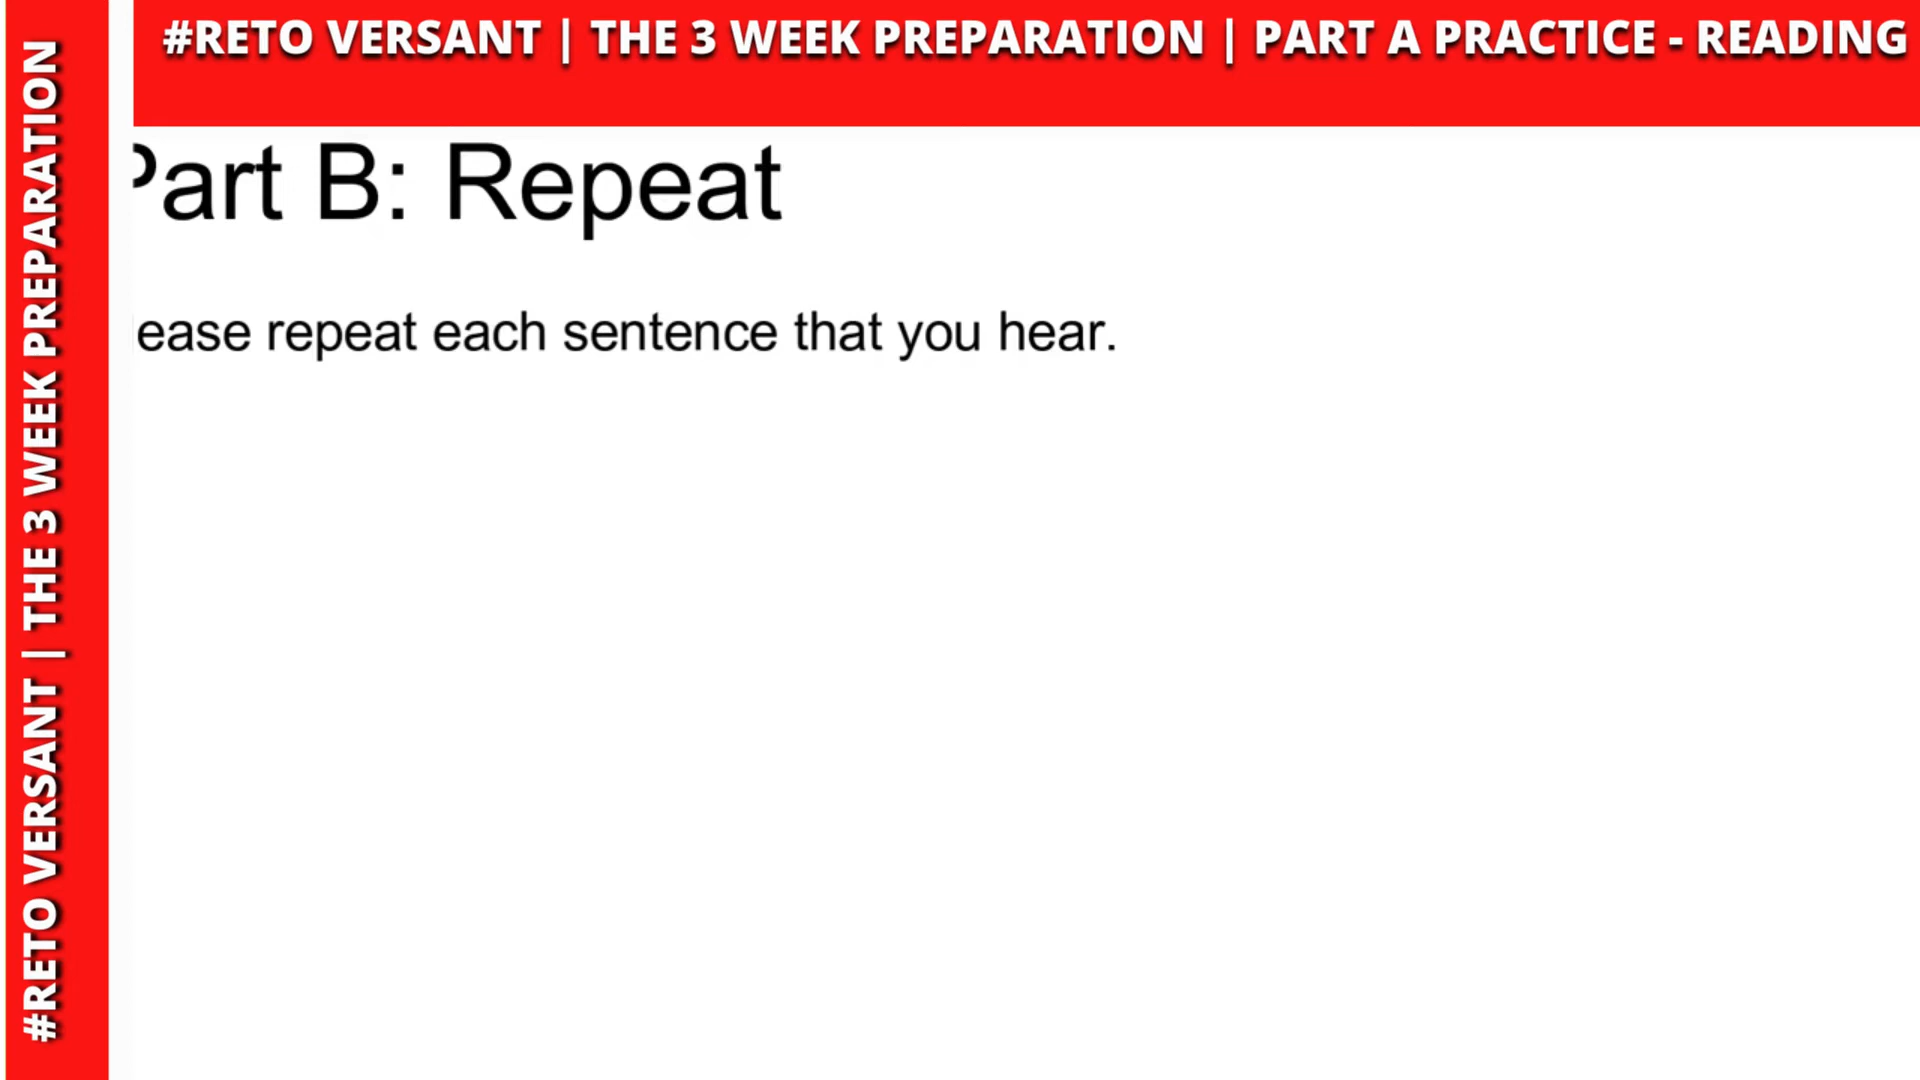 #RETO VERSANT | THE 3 WEEK PREPARATION | PART A PRACTICE - READING
#RETO VERSANT | THE 3 WEEK PREPARATION
Part B: Repeat
ease repeat each sentence that you hear.